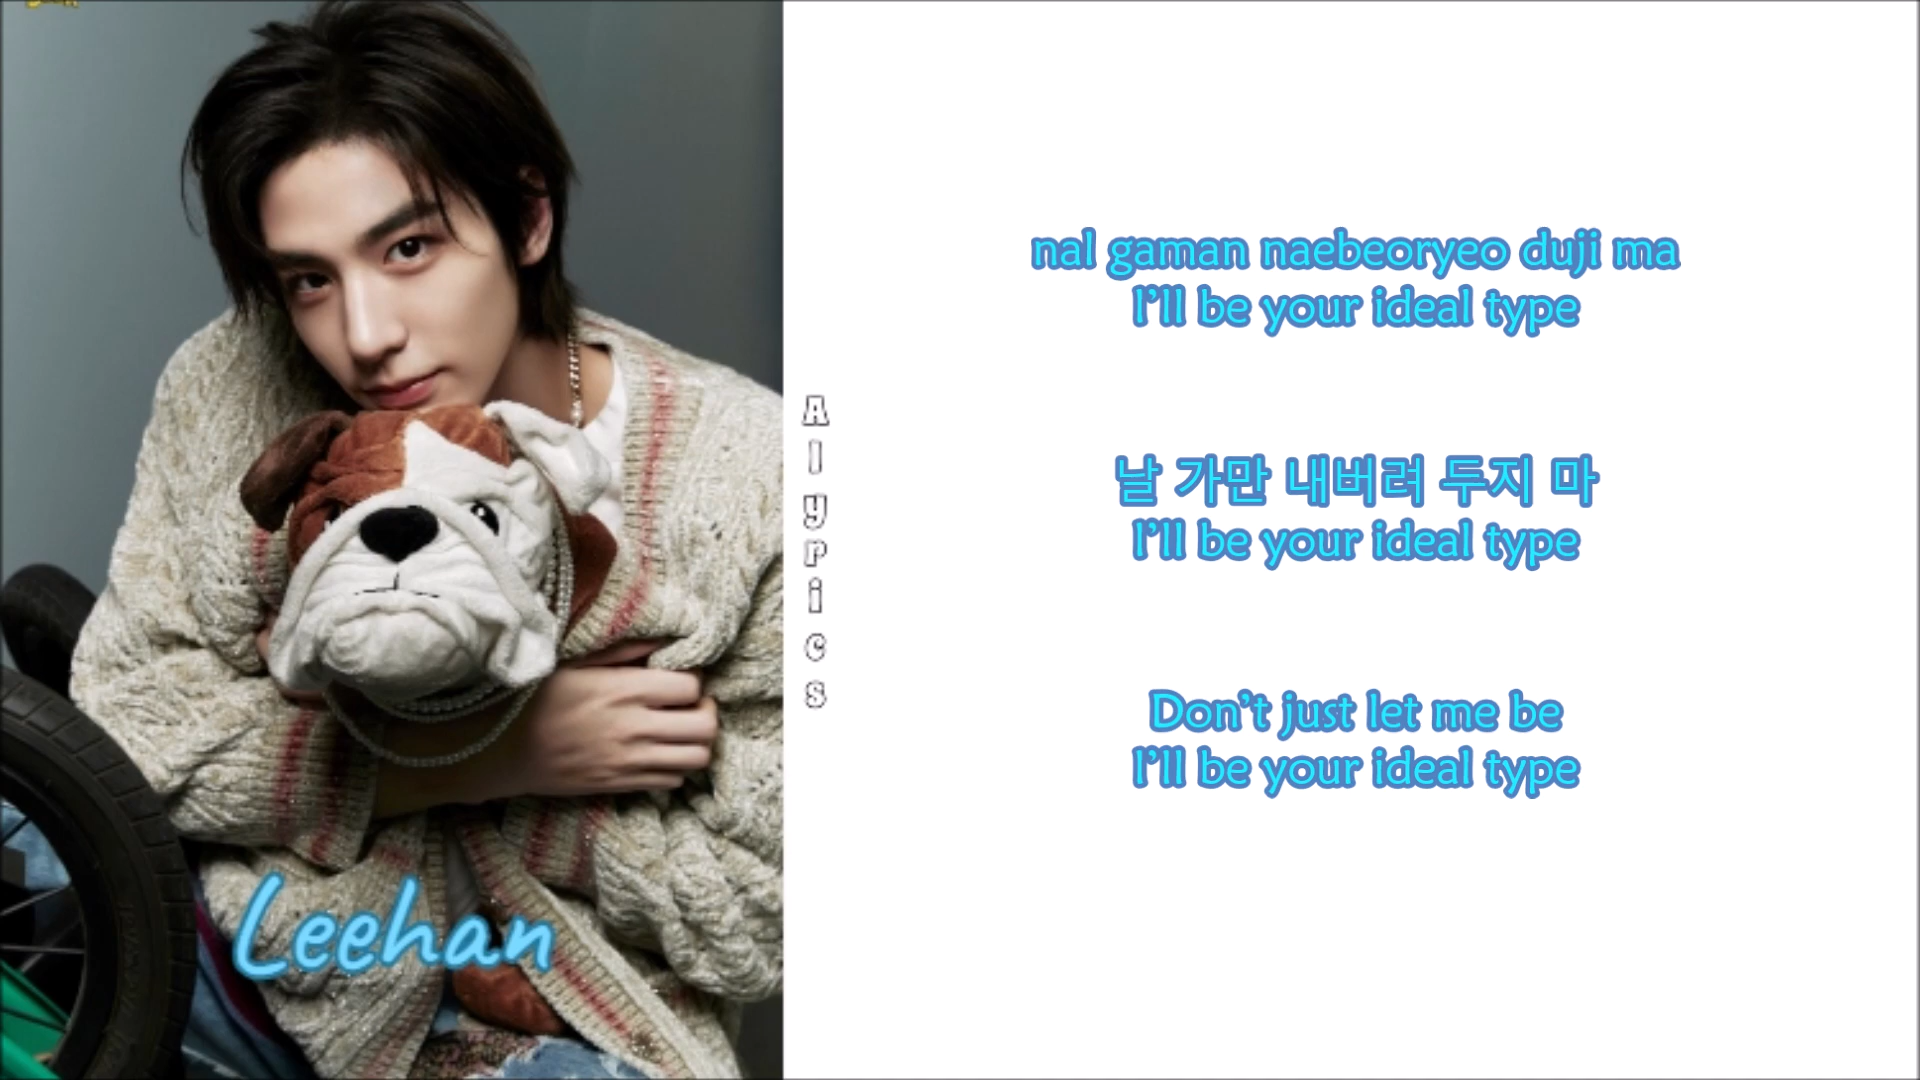 Leehan
Alyrics
nal gaman naebeoryeo duji ma
I'll be your ideal type
날 가만 내버려 두지 마
I'll be your ideal type
Don't just let me be
I'll be your ideal type